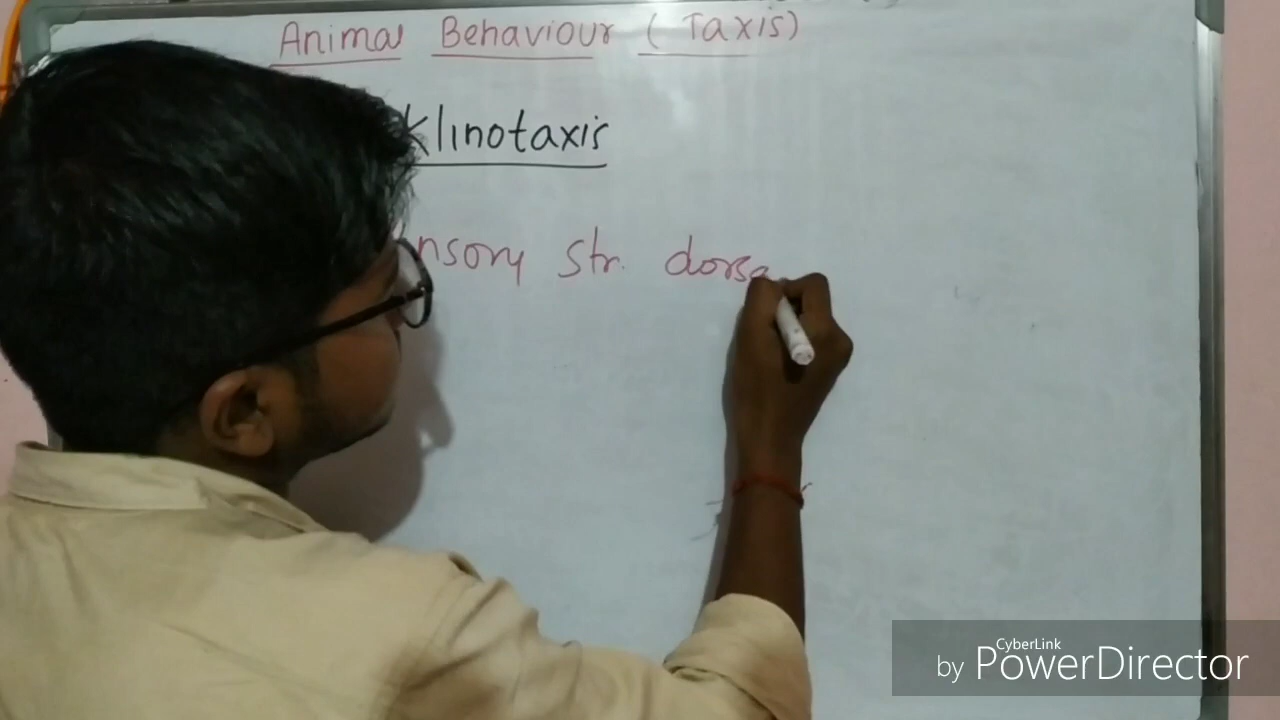 Animal Behaviour (Taxis)
Klinotaxis
nsory str. dorsa
CyberLink
by PowerDirector